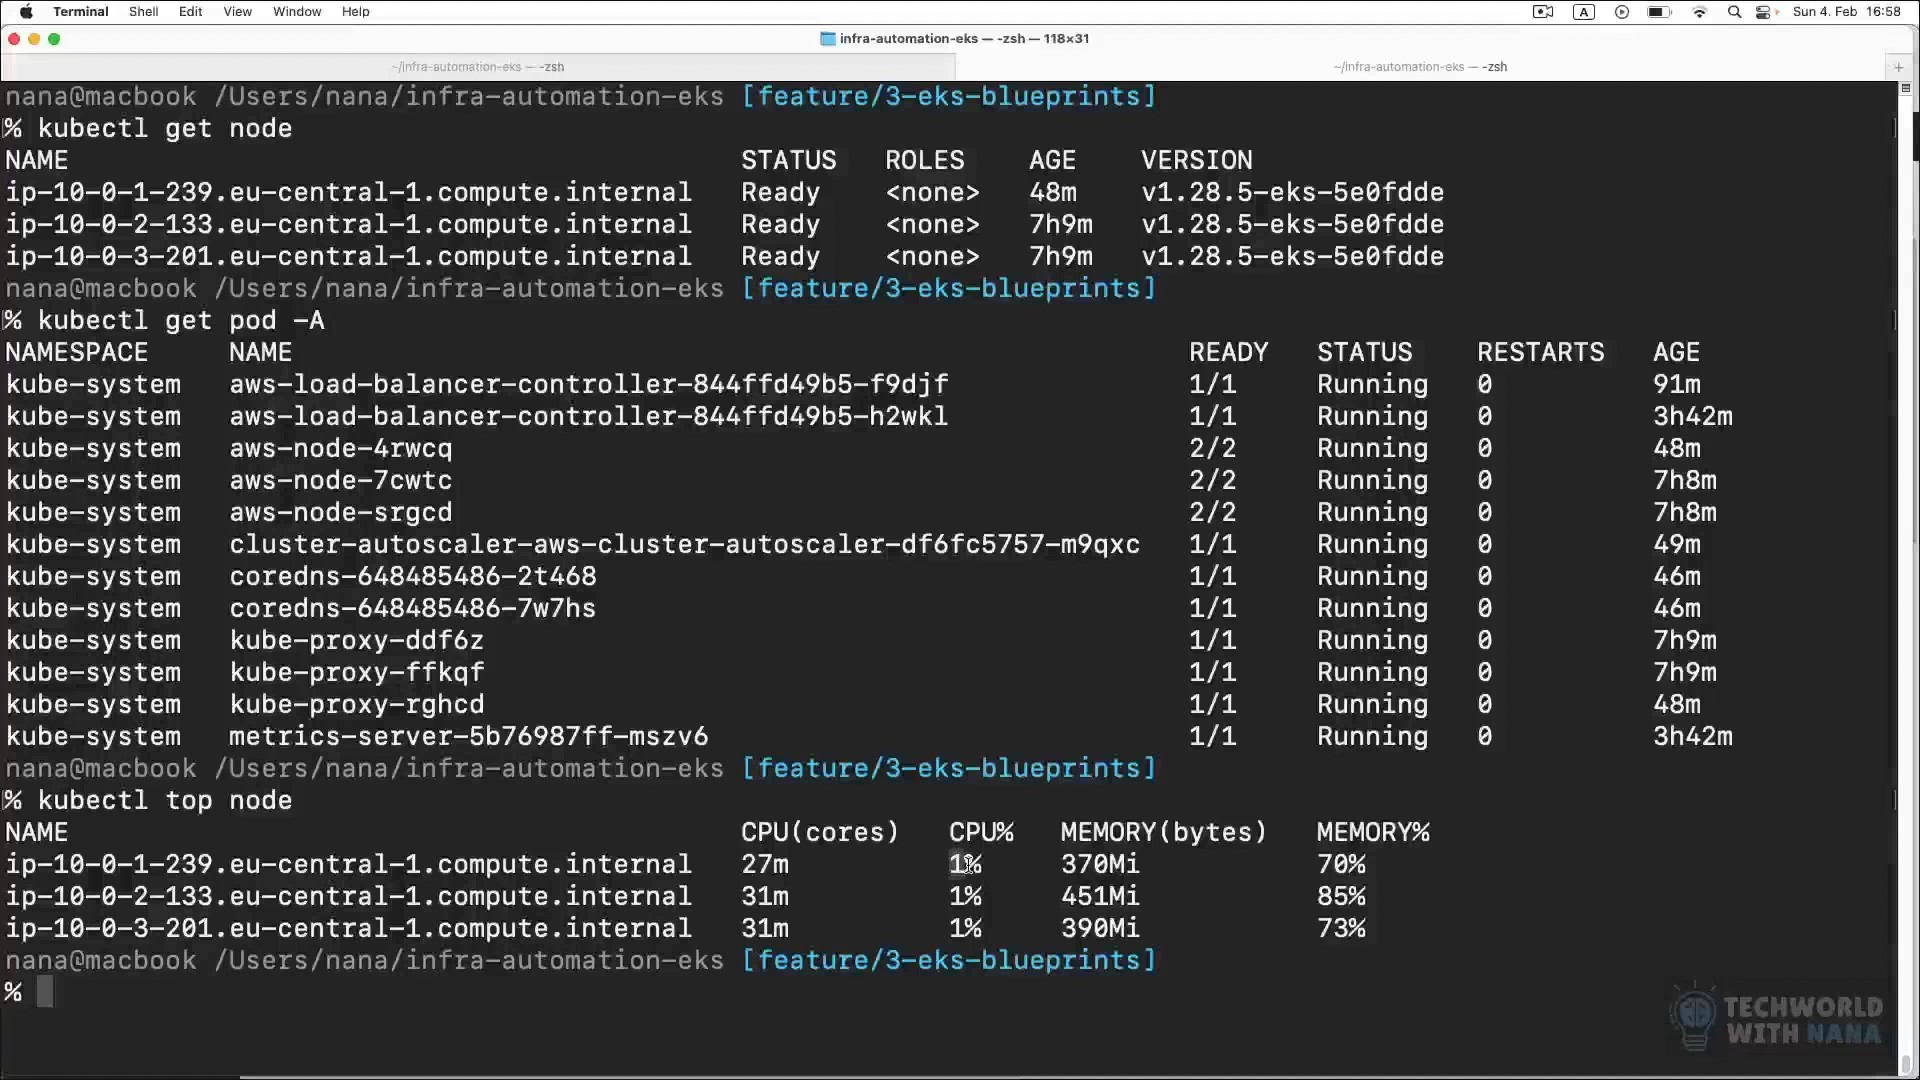 Terminal Shell Edit View Window Help A Sun 4. Feb 16:58
infra-automation-eks — -zsh — 118×31
~/infra-automation-eks — -zsh ~/infra-automation-eks — -zsh +
nana@macbook /Users/nana/infra-automation-eks [feature/3-eks-blueprints]
% kubectl get node
NAME STATUS ROLES AGE VERSION
ip-10-0-1-239.eu-central-1.compute.internal Ready <none> 48m v1.28.5-eks-5e0fdde
ip-10-0-2-133.eu-central-1.compute.internal Ready <none> 7h9m v1.28.5-eks-5e0fdde
ip-10-0-3-201.eu-central-1.compute.internal Ready <none> 7h9m v1.28.5-eks-5e0fdde
nana@macbook /Users/nana/infra-automation-eks [feature/3-eks-blueprints]
% kubectl get pod -A
NAMESPACE NAME READY STATUS RESTARTS AGE
kube-system aws-load-balancer-controller-844ffd49b5-f9djf 1/1 Running 0 91m
kube-system aws-load-balancer-controller-844ffd49b5-h2wkl 1/1 Running 0 3h42m
kube-system aws-node-4rwcq 2/2 Running 0 48m
kube-system aws-node-7cwtc 2/2 Running 0 7h8m
kube-system aws-node-srgcd 2/2 Running 0 7h8m
kube-system cluster-autoscaler-aws-cluster-autoscaler-df6fc5757-m9qxc 1/1 Running 0 49m
kube-system coredns-648485486-2t468 1/1 Running 0 46m
kube-system coredns-648485486-7w7hs 1/1 Running 0 46m
kube-system kube-proxy-ddf6z 1/1 Running 0 7h9m
kube-system kube-proxy-ffkqf 1/1 Running 0 7h9m
kube-system kube-proxy-rghcd 1/1 Running 0 48m
kube-system metrics-server-5b76987ff-mszv6 1/1 Running 0 3h42m
nana@macbook /Users/nana/infra-automation-eks [feature/3-eks-blueprints]
% kubectl top node
NAME CPU(cores) CPU% MEMORY(bytes) MEMORY%
ip-10-0-1-239.eu-central-1.compute.internal 27m 1% 370Mi 70%
ip-10-0-2-133.eu-central-1.compute.internal 31m 1% 451Mi 85%
ip-10-0-3-201.eu-central-1.compute.internal 31m 1% 390Mi 73%
nana@macbook /Users/nana/infra-automation-eks [feature/3-eks-blueprints]
%
TECHWORLD
WITH NANA